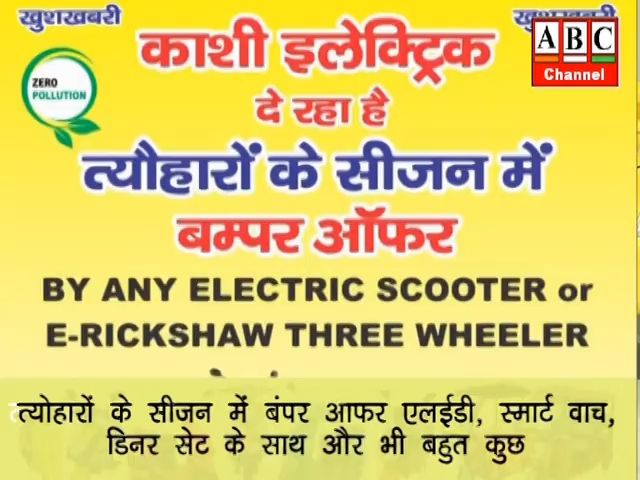 खुशखबरी
खुशखबरी
ABC
Channel
काशी इलेक्ट्रिक
ZERO
POLLUTION
दे रहा है
त्यौहारों के सीजन में
बम्पर ऑफर
BY ANY ELECTRIC SCOOTER or
E-RICKSHAW THREE WHEELER
त्योहारों के सीजन में बंपर आफर एलईडी, स्मार्ट वाच,
डिनर सेट के साथ और भी बहुत कुछ